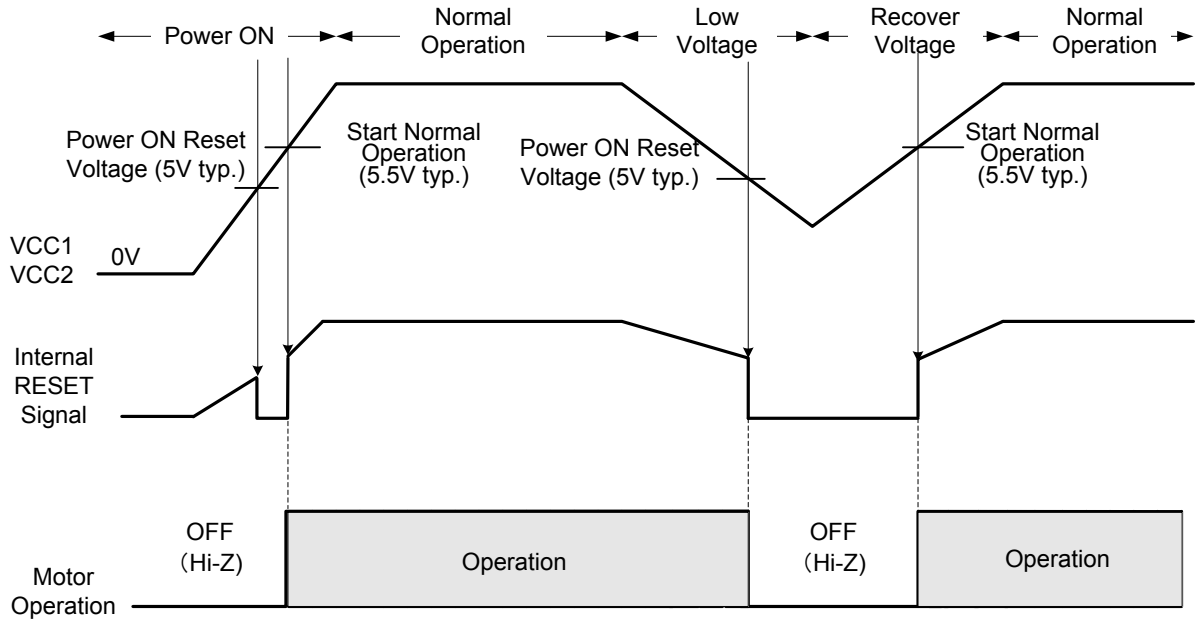 Power ON
Normal
Operation
Low
Voltage
Recover
Voltage
Normal
Operation
Power ON Reset
Voltage (5V typ.)
Start Normal
Operation
(5.5V typ.)
Power ON Reset
Voltage (5V typ.)
Start Normal
Operation
(5.5V typ.)
VCC1
VCC2
0V
Internal
RESET
Signal
OFF
(Hi-Z)
Operation
OFF
(Hi-Z)
Operation
Motor
Operation